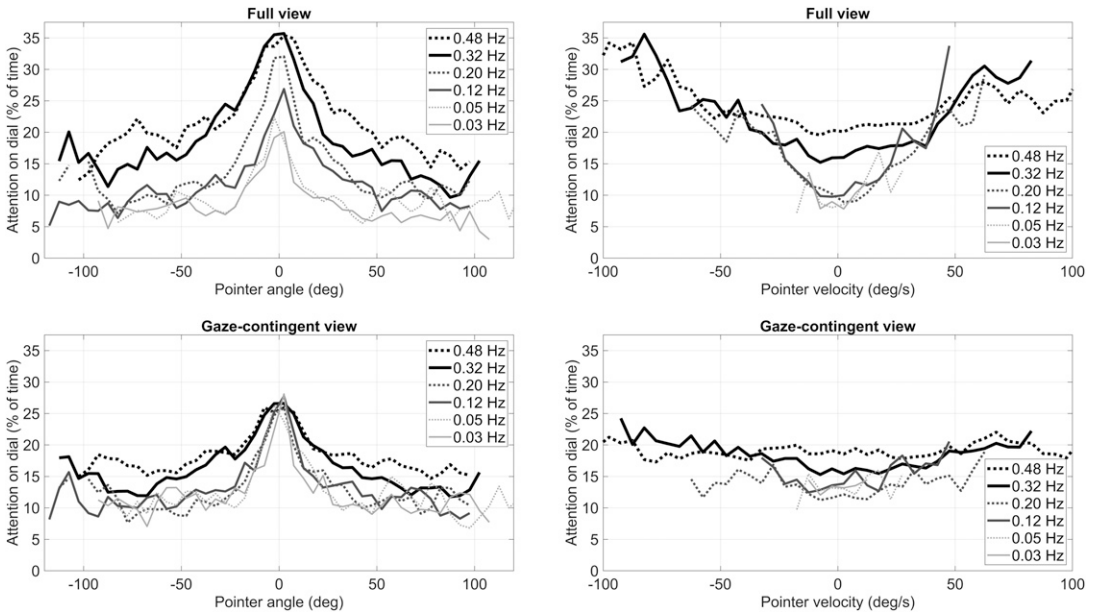 Full view
Attention on dial (% of time)
35
30
25
20
15
10
5
0
0.48 Hz
0.32 Hz
0.20 Hz
0.12 Hz
0.05 Hz
0.03 Hz
-100 -50 0 50 100
Pointer angle (deg)
Full view
Attention on dial (% of time)
35
30
25
20
15
10
5
0
0.48 Hz
0.32 Hz
0.20 Hz
0.12 Hz
0.05 Hz
0.03 Hz
-100 -50 0 50 100
Pointer velocity (deg/s)
Gaze-contingent view
Attention on dial (% of time)
35
30
25
20
15
10
5
0
0.48 Hz
0.32 Hz
0.20 Hz
0.12 Hz
0.05 Hz
0.03 Hz
-100 -50 0 50 100
Pointer angle (deg)
Gaze-contingent view
Attention on dial (% of time)
35
30
25
20
15
10
5
0
0.48 Hz
0.32 Hz
0.20 Hz
0.12 Hz
0.05 Hz
0.03 Hz
-100 -50 0 50 100
Pointer velocity (deg/s)